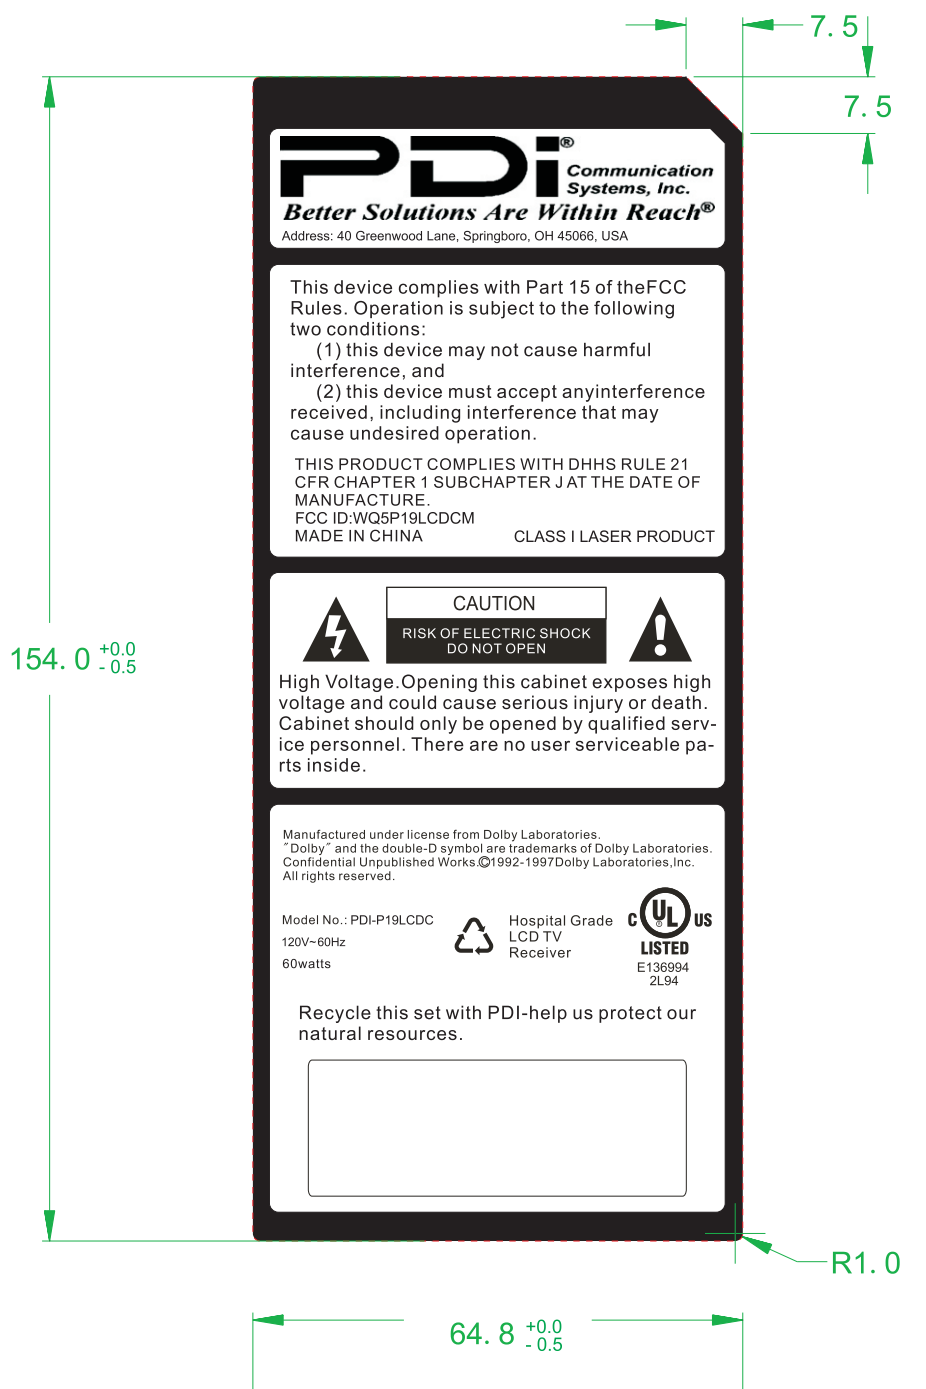 7. 5
7. 5
PDi®
Communication
Systems, Inc.
Better Solutions Are Within Reach®
Address: 40 Greenwood Lane, Springboro, OH 45066, USA
This device complies with Part 15 of theFCC
Rules. Operation is subject to the following
two conditions:
(1) this device may not cause harmful
interference, and
(2) this device must accept anyinterference
received, including interference that may
cause undesired operation.
THIS PRODUCT COMPLIES WITH DHHS RULE 21
CFR CHAPTER 1 SUBCHAPTER J AT THE DATE OF
MANUFACTURE.
FCC ID:WQ5P19LCDCM
MADE IN CHINA CLASS I LASER PRODUCT
CAUTION
RISK OF ELECTRIC SHOCK
DO NOT OPEN
154. 0 +0.0
- 0.5
High Voltage.Opening this cabinet exposes high
voltage and could cause serious injury or death.
Cabinet should only be opened by qualified serv-
ice personnel. There are no user serviceable pa-
rts inside.
Manufactured under license from Dolby Laboratories.
″Dolby″ and the double-D symbol are trademarks of Dolby Laboratories.
Confidential Unpublished Works.©1992-1997Dolby Laboratories,Inc.
All rights reserved.
Model No.: PDI-P19LCDC
120V~60Hz
60watts
Hospital Grade
LCD TV
Receiver
C UL® US
LISTED
E136994
2L94
Recycle this set with PDI-help us protect our
natural resources.
R1. 0
64. 8 +0.0
- 0.5